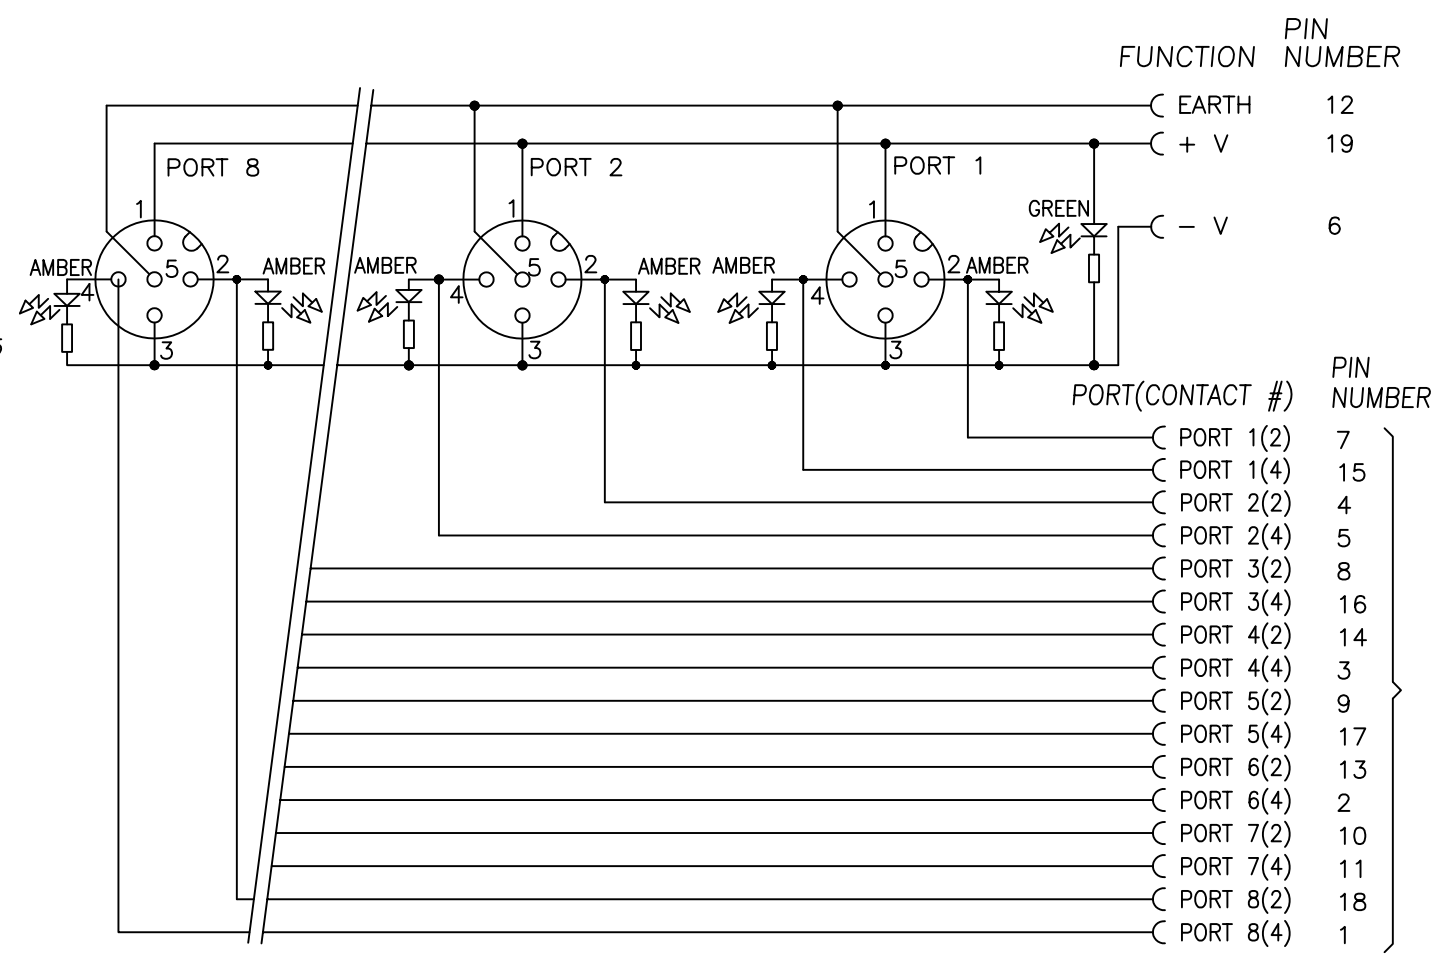 PIN
FUNCTION NUMBER
EARTH 12
+ V 19
PORT 8 PORT 2 PORT 1
1 1 1 GREEN - V 6
AMBER 4 5 2 AMBER AMBER 4 5 2 AMBER AMBER 4 5 2 AMBER
3 3 3
PIN
PORT(CONTACT #) NUMBER
PORT 1(2) 7
PORT 1(4) 15
PORT 2(2) 4
PORT 2(4) 5
PORT 3(2) 8
PORT 3(4) 16
PORT 4(2) 14
PORT 4(4) 3
PORT 5(2) 9
PORT 5(4) 17
PORT 6(2) 13
PORT 6(4) 2
PORT 7(2) 10
PORT 7(4) 11
PORT 8(2) 18
PORT 8(4) 1